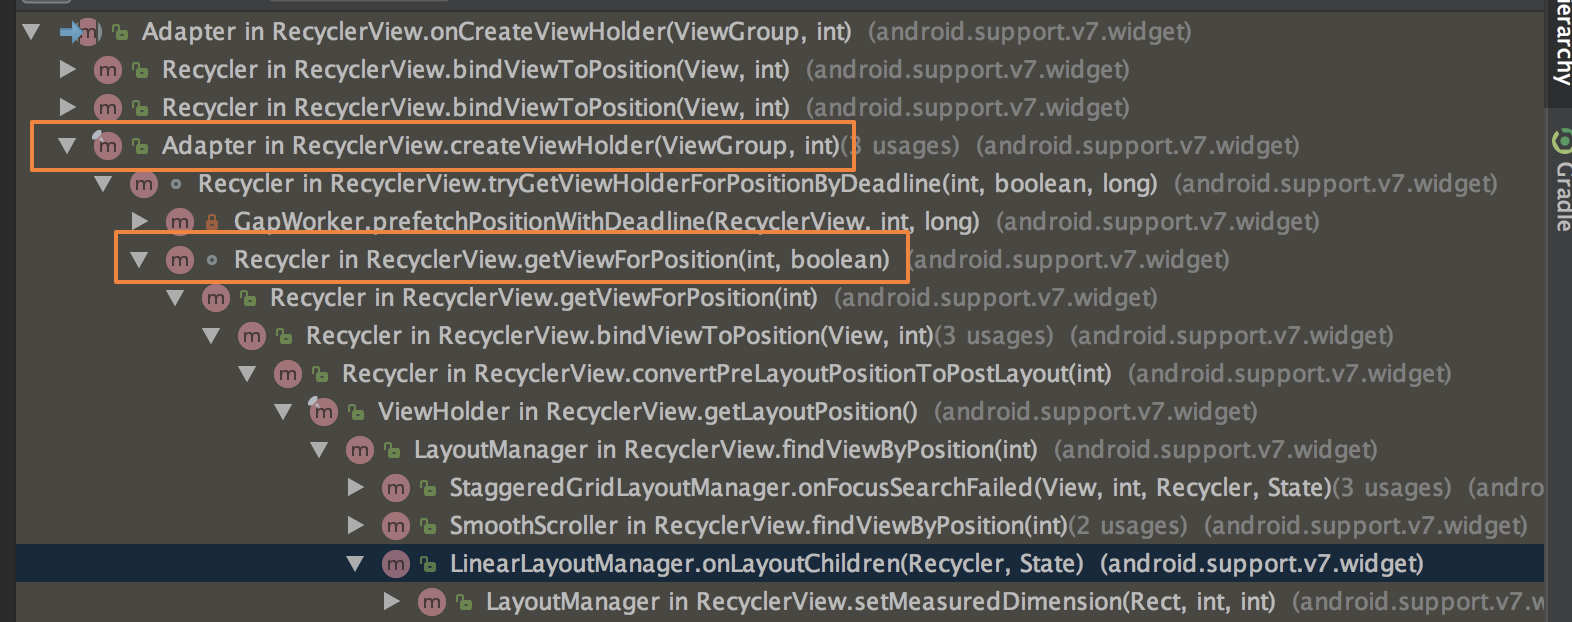 Adapter in RecyclerView.onCreateViewHolder(ViewGroup, int) (android.support.v7.widget)
Recycler in RecyclerView.bindViewToPosition(View, int) (android.support.v7.widget)
Recycler in RecyclerView.bindViewToPosition(View, int) (android.support.v7.widget)
Adapter in RecyclerView.createViewHolder(ViewGroup, int)(3 usages) (android.support.v7.widget)
Recycler in RecyclerView.tryGetViewHolderForPositionByDeadline(int, boolean, long) (android.support.v7.widget)
GapWorker.prefetchPositionWithDeadline(RecyclerView, int, long) (android.support.v7.widget)
Recycler in RecyclerView.getViewForPosition(int, boolean) (android.support.v7.widget)
Recycler in RecyclerView.getViewForPosition(int) (android.support.v7.widget)
Recycler in RecyclerView.bindViewToPosition(View, int)(3 usages) (android.support.v7.widget)
Recycler in RecyclerView.convertPreLayoutPositionToPostLayout(int) (android.support.v7.widget)
ViewHolder in RecyclerView.getLayoutPosition() (android.support.v7.widget)
LayoutManager in RecyclerView.findViewByPosition(int) (android.support.v7.widget)
StaggeredGridLayoutManager.onFocusSearchFailed(View, int, Recycler, State)(3 usages) (andro
SmoothScroller in RecyclerView.findViewByPosition(int)(2 usages) (android.support.v7.widget)
LinearLayoutManager.onLayoutChildren(Recycler, State) (android.support.v7.widget)
LayoutManager in RecyclerView.setMeasuredDimension(Rect, int, int) (android.support.v7.w
ierarchy
Gradle